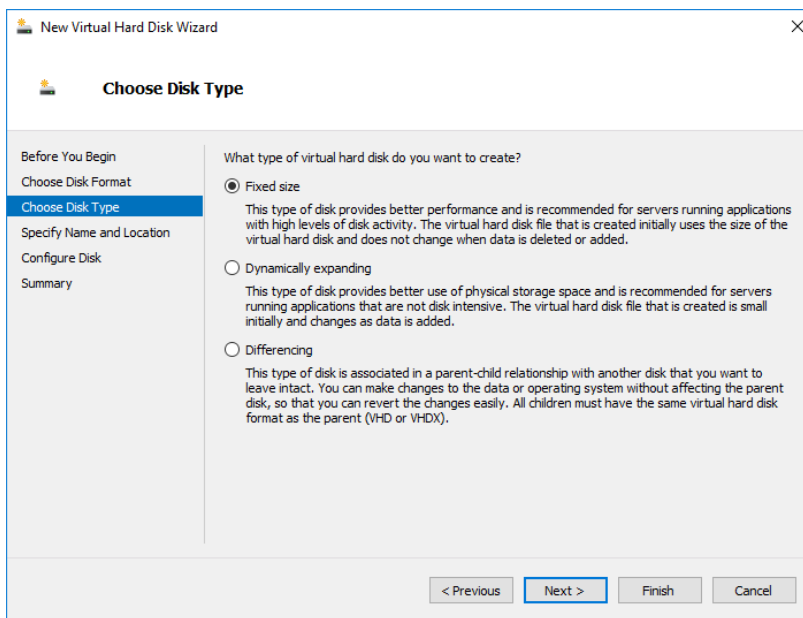 New Virtual Hard Disk Wizard
Choose Disk Type
Before You Begin
Choose Disk Format
Choose Disk Type
Specify Name and Location
Configure Disk
Summary
What type of virtual hard disk do you want to create?
Fixed size
This type of disk provides better performance and is recommended for servers running applications
with high levels of disk activity. The virtual hard disk file that is created initially uses the size of the
virtual hard disk and does not change when data is deleted or added.
Dynamically expanding
This type of disk provides better use of physical storage space and is recommended for servers
running applications that are not disk intensive. The virtual hard disk file that is created is small
initially and changes as data is added.
Differencing
This type of disk is associated in a parent-child relationship with another disk that you want to
leave intact. You can make changes to the data or operating system without affecting the parent
disk, so that you can revert the changes easily. All children must have the same virtual hard disk
format as the parent (VHD or VHDX).
< Previous
Next >
Finish
Cancel